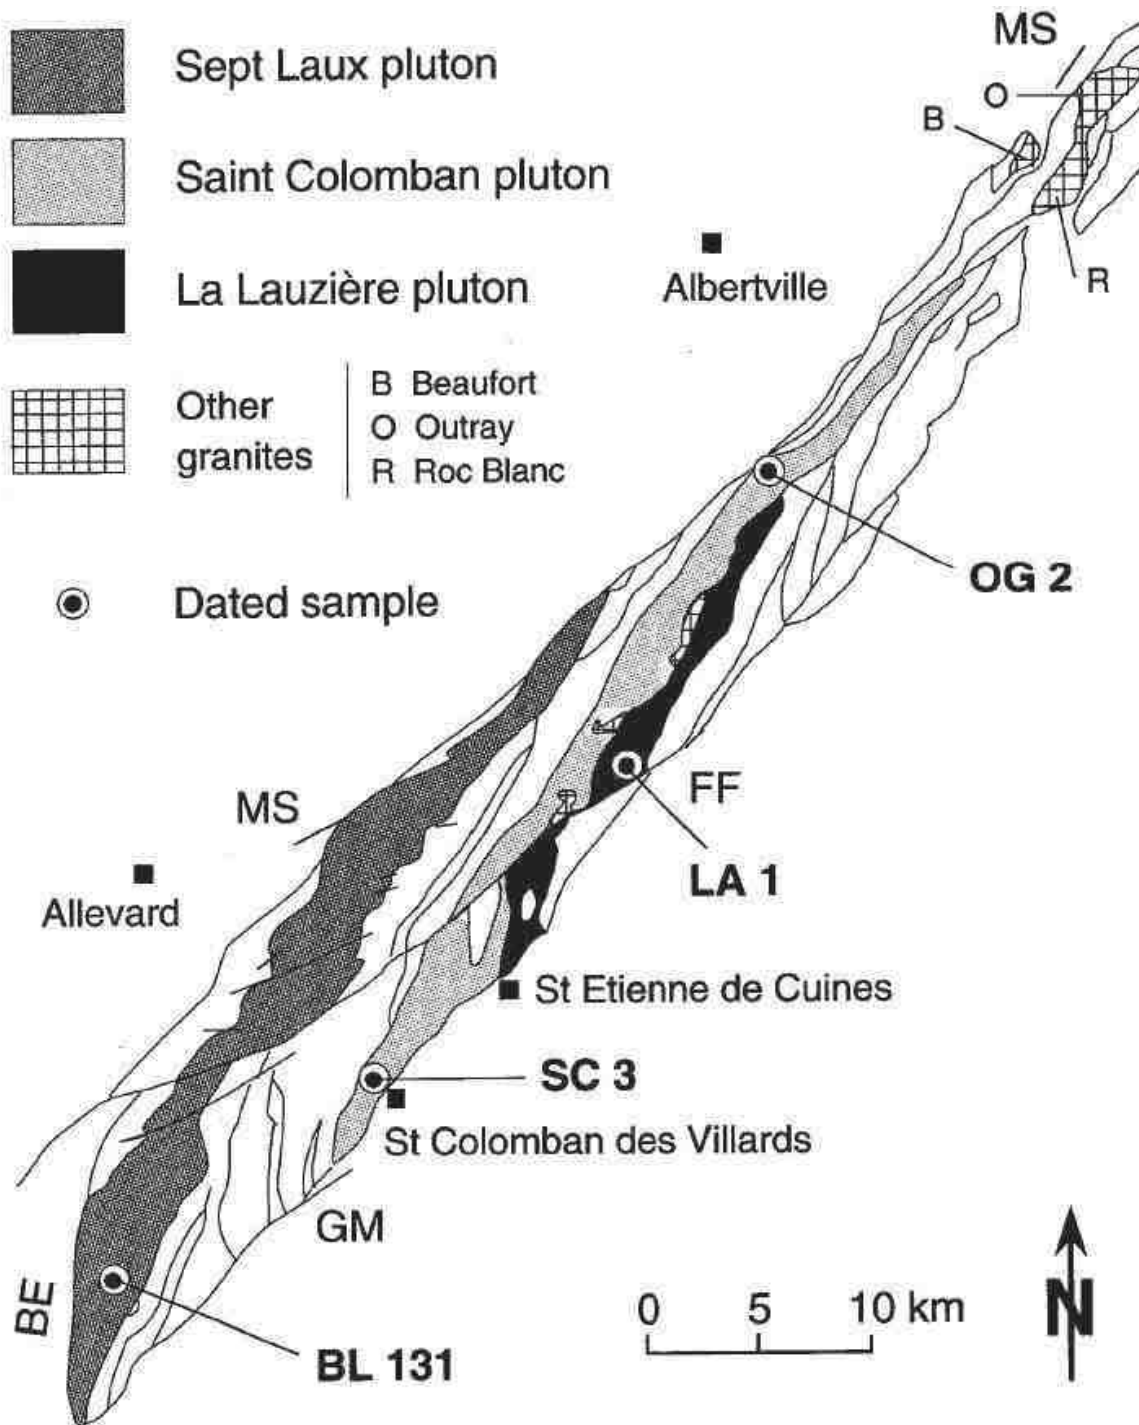 Sept Laux pluton
Saint Colomban pluton
La Lauzière pluton
Other
granites
B Beaufort
O Outray
R Roc Blanc
Dated sample
MS
O
B
R
Albertville
OG 2
FF
LA 1
MS
Allevard
St Etienne de Cuines
SC 3
St Colomban des Villards
GM
BE
BL 131
0 5 10 km
N